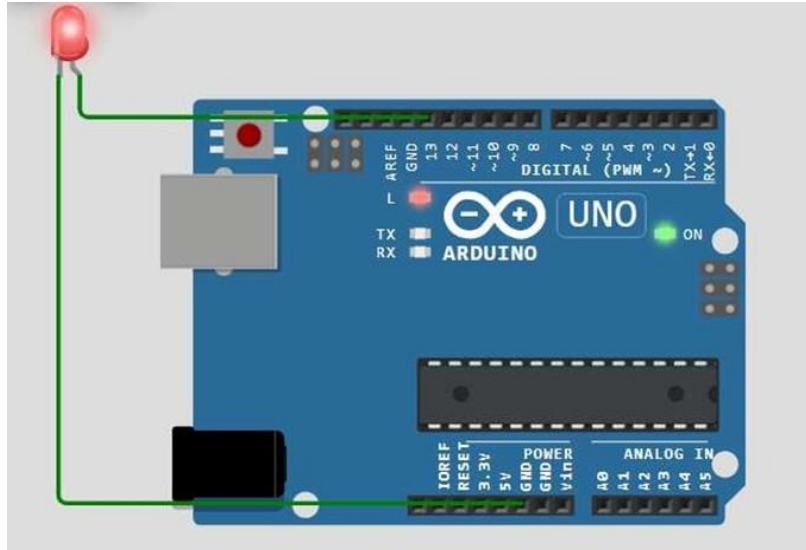 AREF
GND
13
12
~11
~10
~9
8
7
~6
~5
4
~3
2
TX→1
RX←0
DIGITAL (PWM ~)
L
TX
RX
ARDUINO
UNO
ON
IOREF
RESET
3.3V
5V
GND
GND
Vin
POWER
ANALOG IN
A0
A1
A2
A3
A4
A5